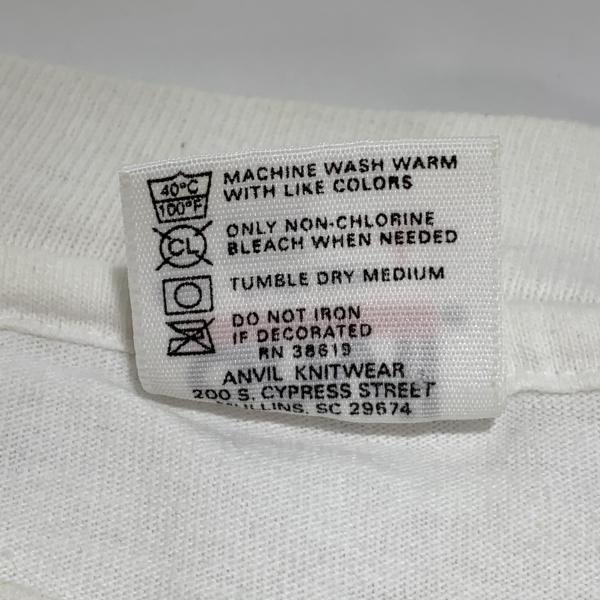 40°C
100°F
MACHINE WASH WARM
WITH LIKE COLORS
CL
ONLY NON-CHLORINE
BLEACH WHEN NEEDED
TUMBLE DRY MEDIUM
DO NOT IRON
IF DECORATED
RN 38619
ANVIL KNITWEAR
200 S. CYPRESS STREET
MULLINS, SC 29574